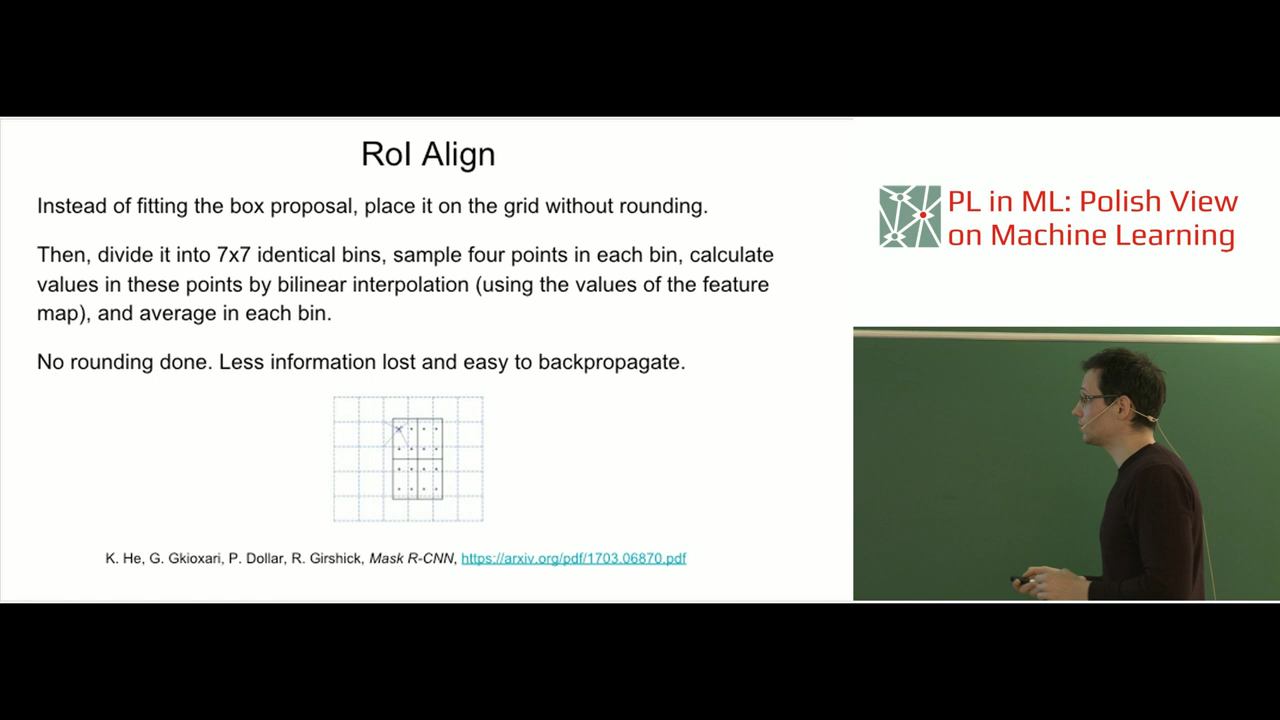 RoI Align
Instead of fitting the box proposal, place it on the grid without rounding.
Then, divide it into 7x7 identical bins, sample four points in each bin, calculate
values in these points by bilinear interpolation (using the values of the feature
map), and average in each bin.
No rounding done. Less information lost and easy to backpropagate.
K. He, G. Gkioxari, P. Dollar, R. Girshick, Mask R-CNN, https://arxiv.org/pdf/1703.06870.pdf
PL in ML: Polish View
on Machine Learning